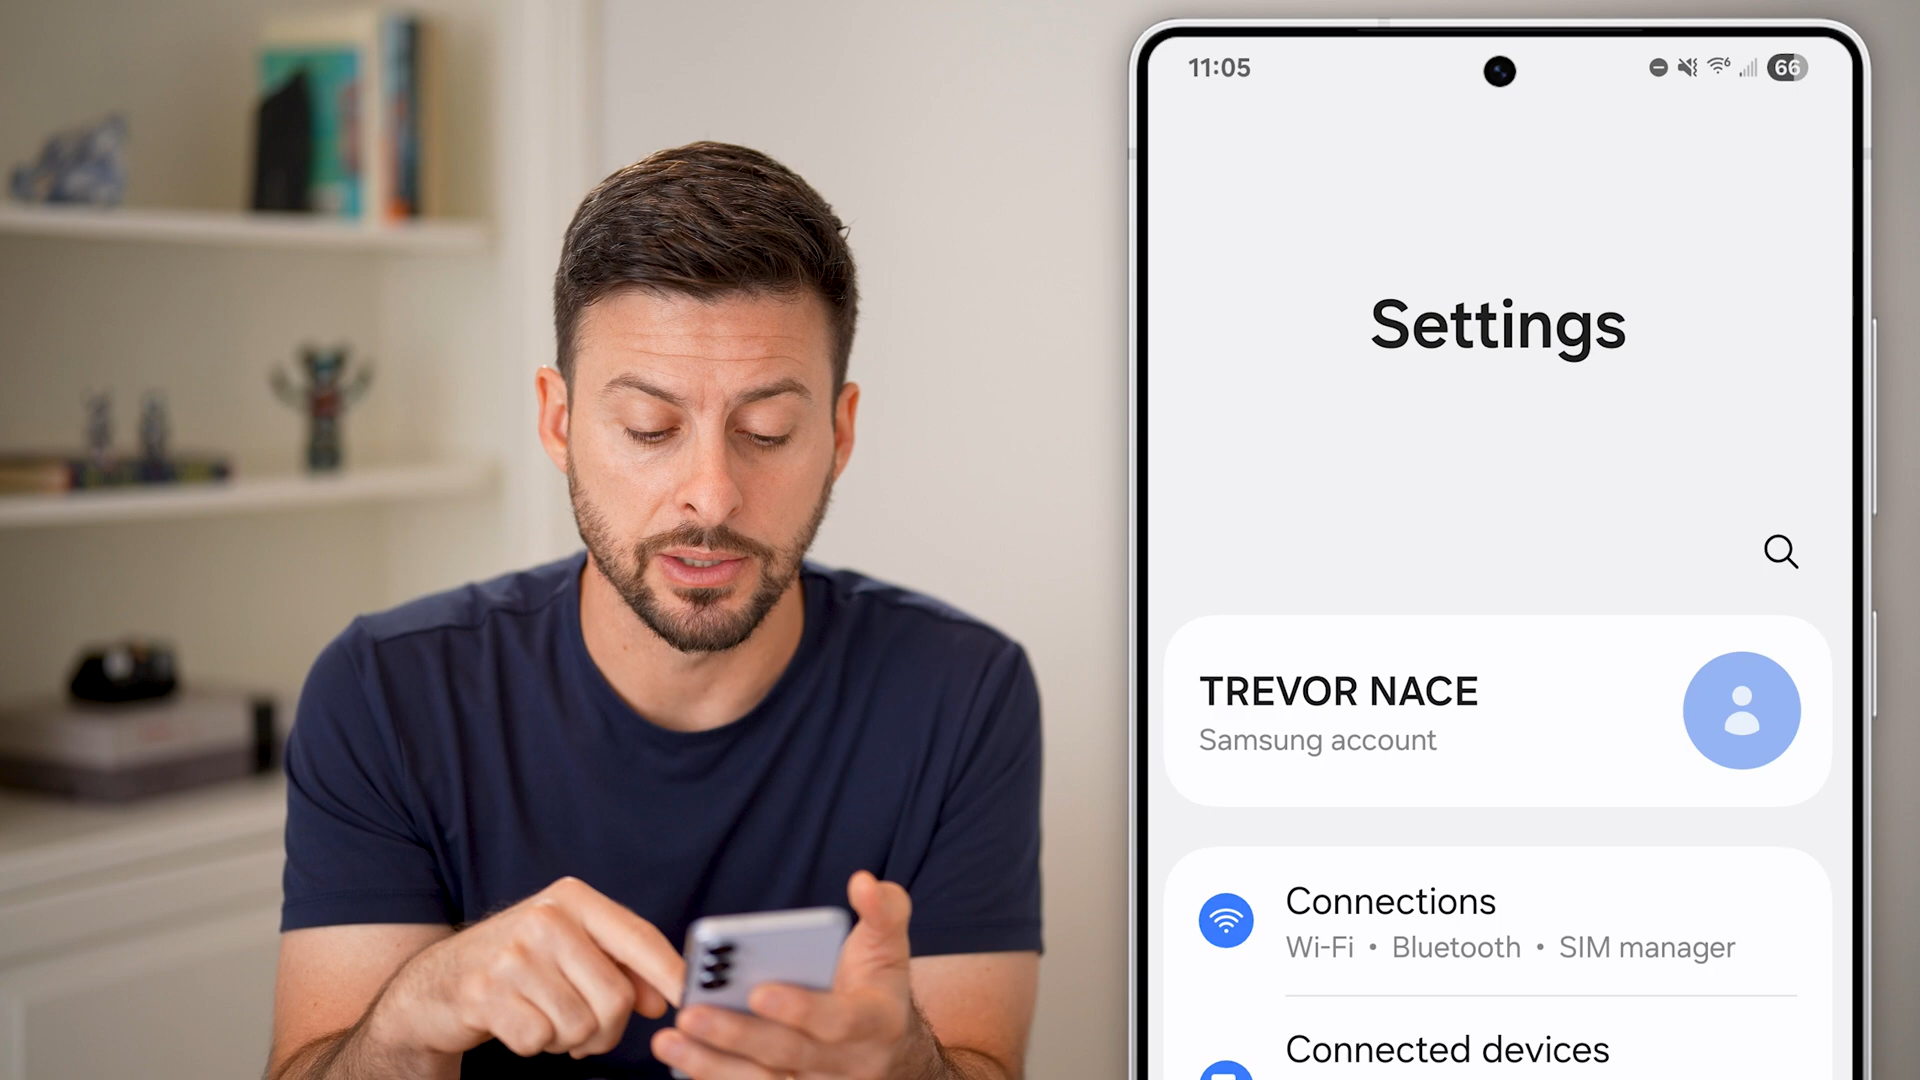 11:05
66
Settings
TREVOR NACE
Samsung account
Connections
Wi-Fi • Bluetooth • SIM manager
Connected devices